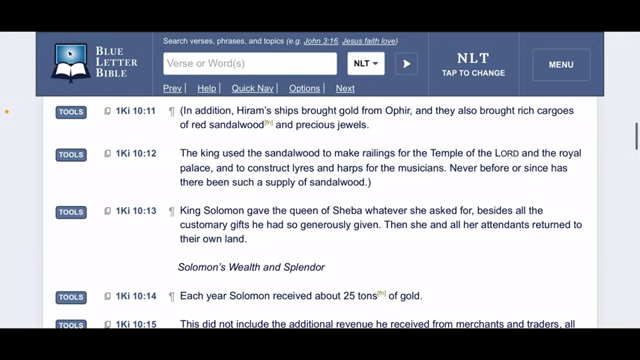 BLUE
LETTER
BIBLE
Search verses, phrases, and topics (e.g. John 3:16, Jesus faith love)
Verse or Word(s)
NLT
Prev | Help | Quick Nav | Options | Next
NLT
TAP TO CHANGE
MENU
TOOLS 1Ki 10:11 ¶ (In addition, Hiram's ships brought gold from Ophir, and they also brought rich cargoes
of red sandalwood[fn] and precious jewels.
TOOLS 1Ki 10:12 The king used the sandalwood to make railings for the Temple of the LORD and the royal
palace, and to construct lyres and harps for the musicians. Never before or since has
there been such a supply of sandalwood.)
TOOLS 1Ki 10:13 ¶ King Solomon gave the queen of Sheba whatever she asked for, besides all the
customary gifts he had so generously given. Then she and all her attendants returned to
their own land.
Solomon's Wealth and Splendor
TOOLS 1Ki 10:14 ¶ Each year Solomon received about 25 tons[fn] of gold.
TOOLS 1Ki 10:15 This did not include the additional revenue he received from merchants and traders, all